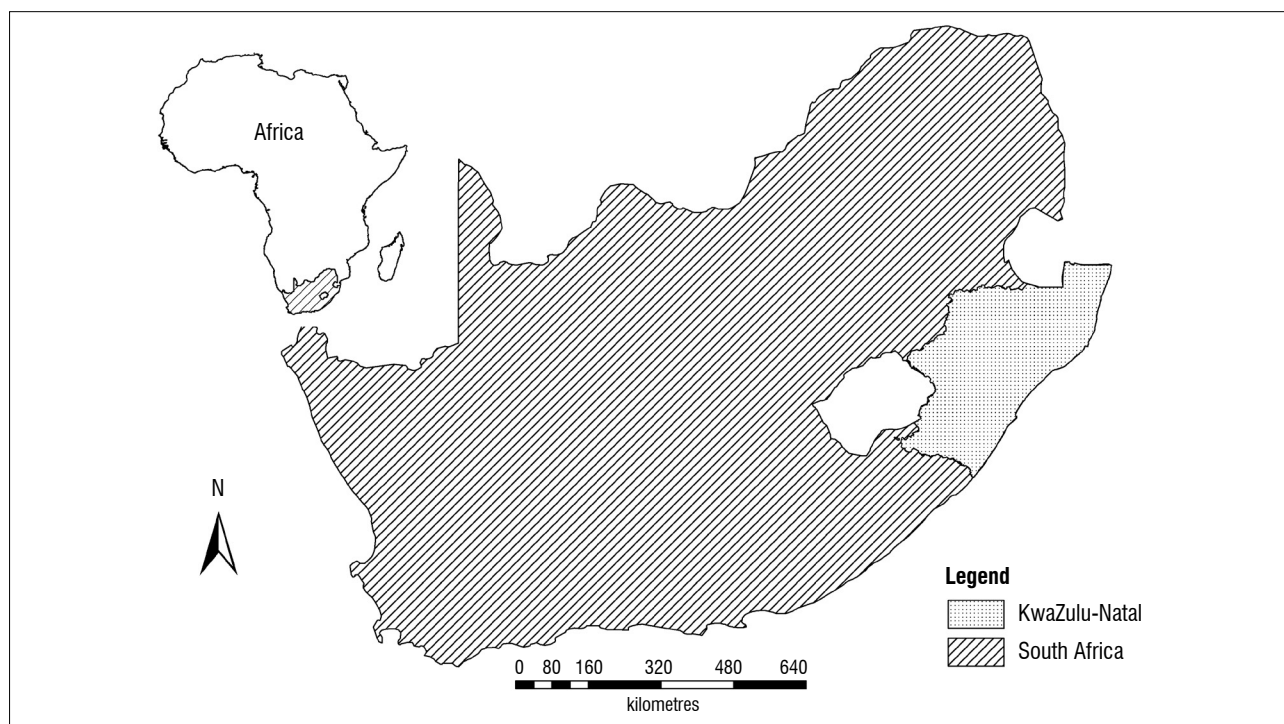 Africa
N
Legend
KwaZulu-Natal
South Africa
0 80 160 320 480 640
kilometres